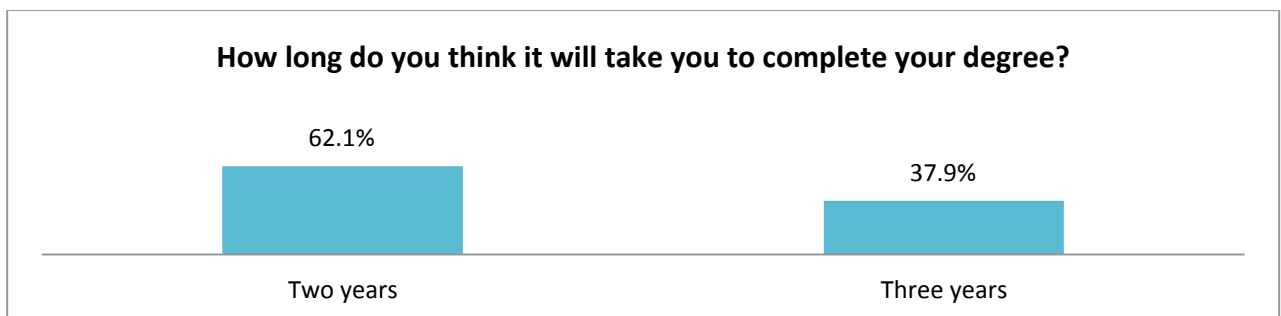 How long do you think it will take you to complete your degree?
62.1%
37.9%
Two years
Three years